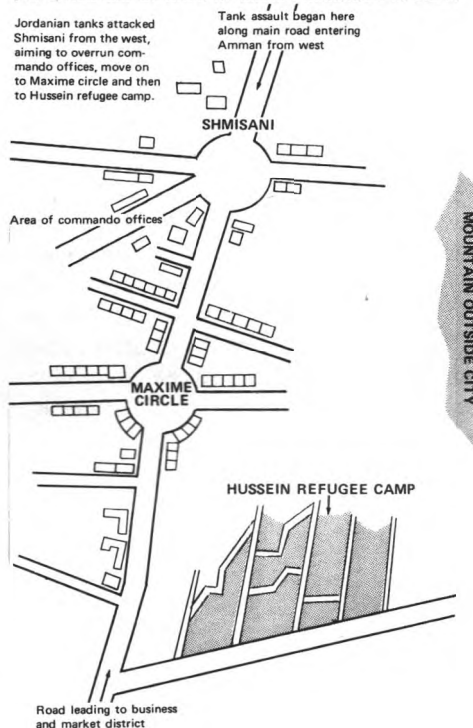 Jordanian tanks attacked
Shmisani from the west,
aiming to overrun com-
mando offices, move on
to Maxime circle and then
to Hussein refugee camp.
Tank assault began here
along main road entering
Amman from west
SHMISANI
Area of commando offices
MOUNTAIN OUTSIDE CITY
MAXIME
CIRCLE
HUSSEIN REFUGEE CAMP
Road leading to business
and market district